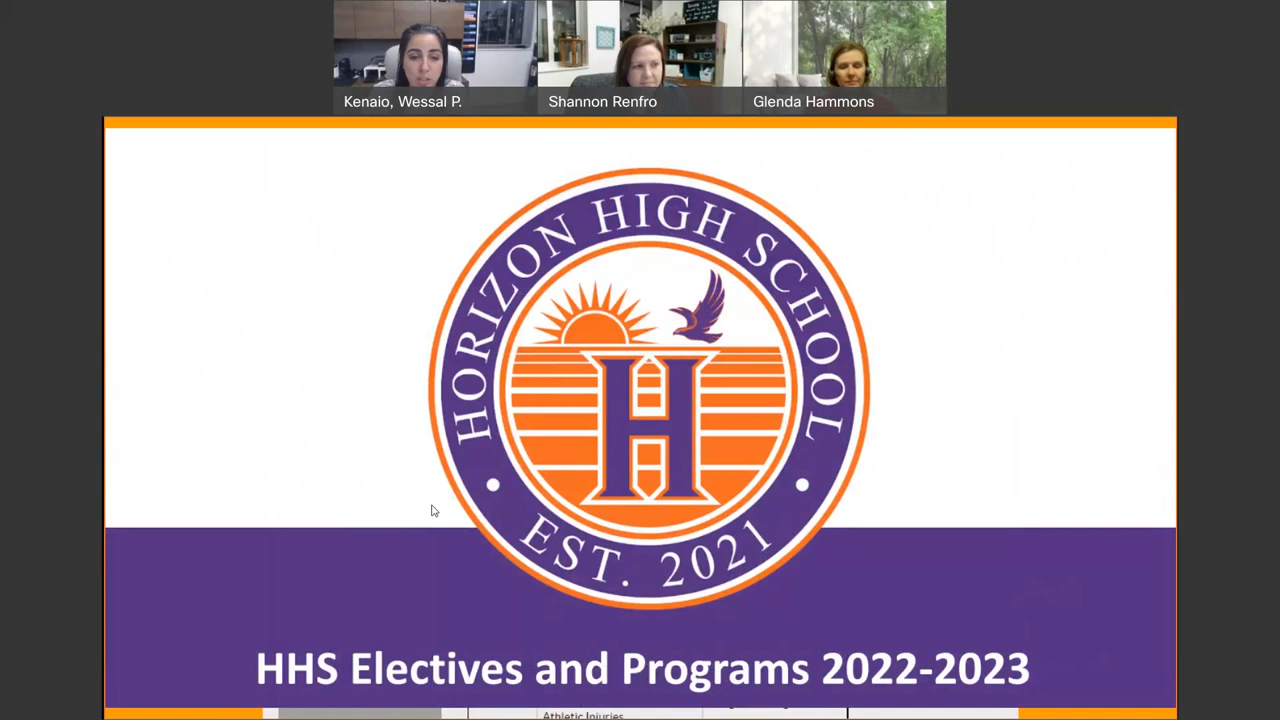 Kenaio, Wessal P.
Shannon Renfro
Glenda Hammons
HORIZON HIGH SCHOOL
H
EST. 2021
HHS Electives and Programs 2022-2023
Athletic Injuries